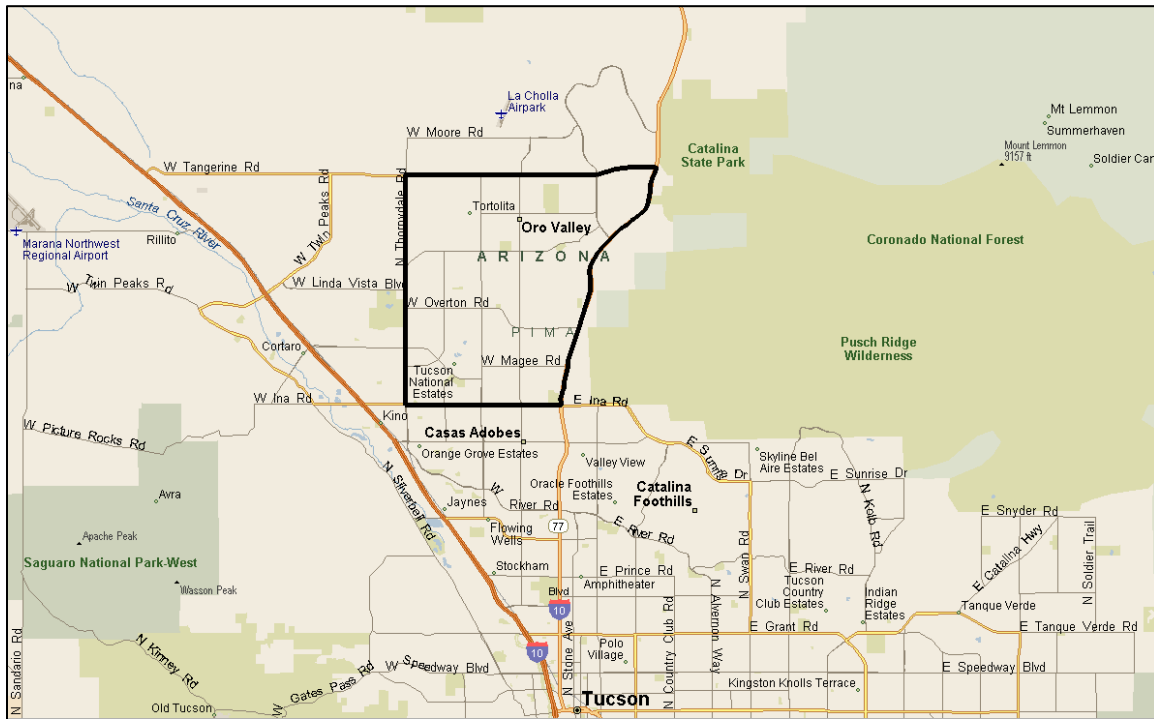 na
La Cholla
Airpark
W Moore Rd
Mt Lemmon
Summerhaven
Mount Lemmon
9157 ft
Soldier Can
Catalina
State Park
W Tangerine Rd
Santa Cruz River
Rillito
Marana Northwest
Regional Airport
W Twin Peaks Rd
N Thornydale Rd
Tortolita
Oro Valley
ARIZONA
Coronado National Forest
W Twin Peaks Rd
W Linda Vista Blv
W Overton Rd
PIMA
Pusch Ridge
Wilderness
Cortaro
W Magee Rd
Tucson
National
Estates
W Ina Rd
E Ina Rd
Kino
W Picture Rocks Rd
Casas Adobes
Orange Grove Estates
N Silverbell Rd
Valley View
E Sunrise Dr
Skyline Bel
Aire Estates
E Sunrise Dr
Oracle Foothills
Estates
Catalina
Foothills
N Kolb Rd
Avra
Jaynes
W River Rd
E River Rd
E Snyder Rd
E Catalina Hwy
N Soldier Trail
77
Flowing
Wells
Apache Peak
Saguaro National Park-West
Wasson Peak
Stockham
E Prince Rd
Amphitheater
N Swan Rd
E River Rd
Tucson
Country
Club Estates
Indian
Ridge Estates
Blvd
10
N Stone Ave
N Country Club Rd
N Alvernon Way
Tanque Verde
E Grant Rd
E Tanque Verde Rd
10
Polo
Village
N Sandario Rd
N Kinney Rd
Gates Pass Rd
W
W Speedway Blvd
E Speedway Blvd
Kingston Knolls Terrace
Old Tucson
Tucson